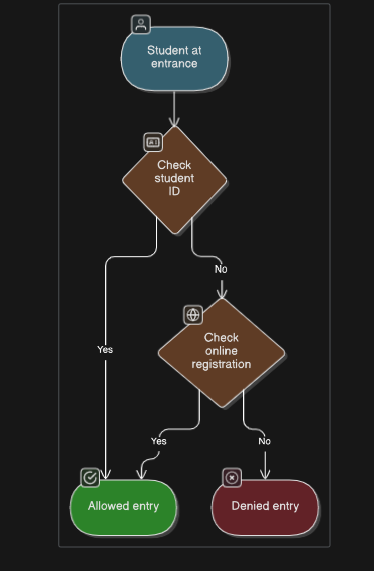 Student at
entrance
Check
student
ID
No
Check
online
registration
Yes
Yes
No
Allowed entry
Denied entry